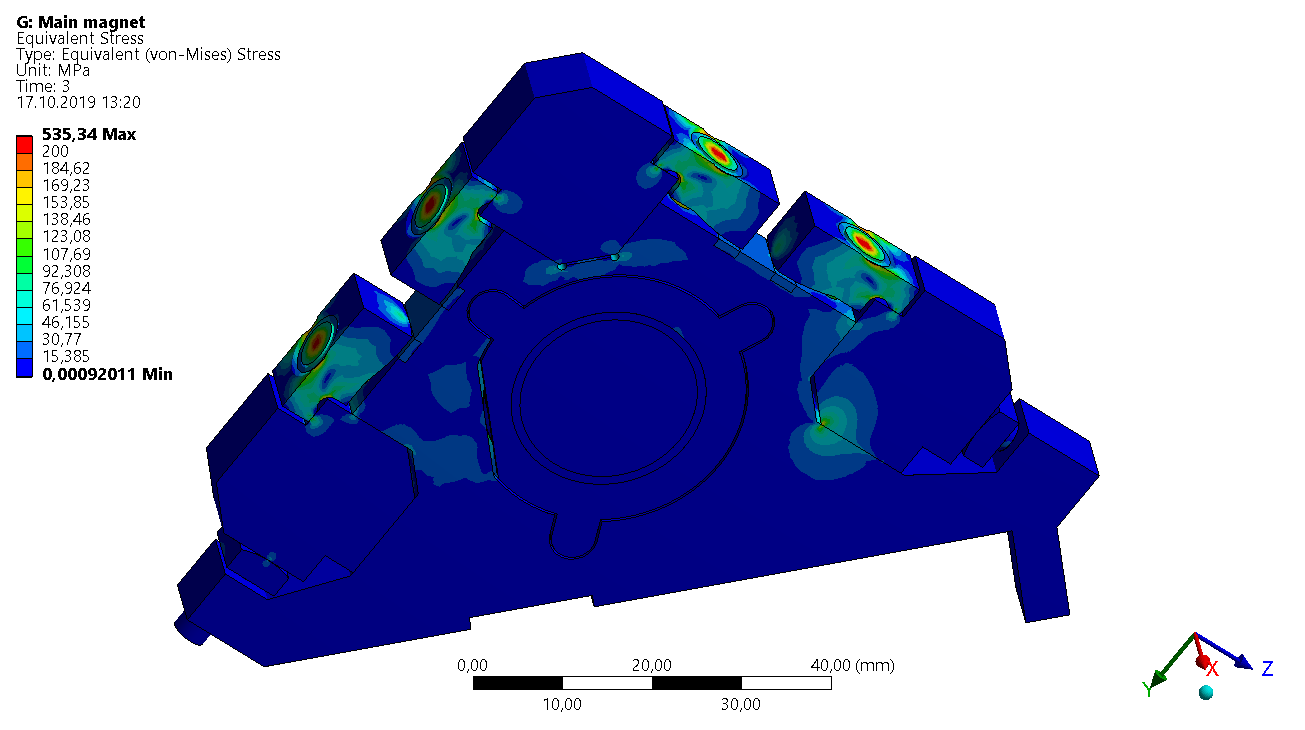 G: Main magnet
Equivalent Stress
Type: Equivalent (von-Mises) Stress
Unit: MPa
Time: 3
17.10.2019 13:20
535,34 Max
200
184,62
169,23
153,85
138,46
123,08
107,69
92,308
76,924
61,539
46,155
30,77
15,385
0,00092011 Min
0,00 20,00 40,00 (mm)
10,00 30,00
Y X Z